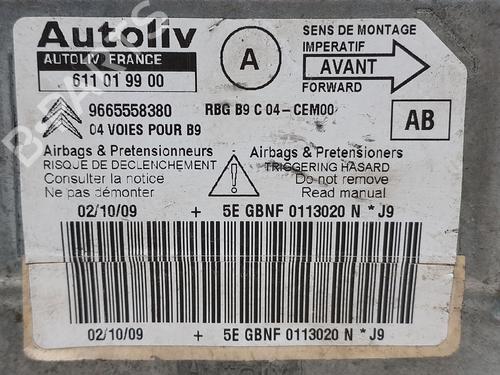 Autoliv
AUTOLIV FRANCE
611 01 99 00
A
SENS DE MONTAGE
IMPERATIF
AVANT
FORWARD
9665558380
RBG B9 C 04-CEM00
04 VOIES POUR B9
AB
Airbags & Pretensionneurs
RISQUE DE DECLENCHEMENT
Consulter la notice
Ne pas démonter
Airbags & Pretensioners
TRIGGERING HASARD
Do not remove
Read manual
02/10/09 + 5E GBNF 0113020 N * J9
02/10/09 + 5E GBNF 0113020 N * J9